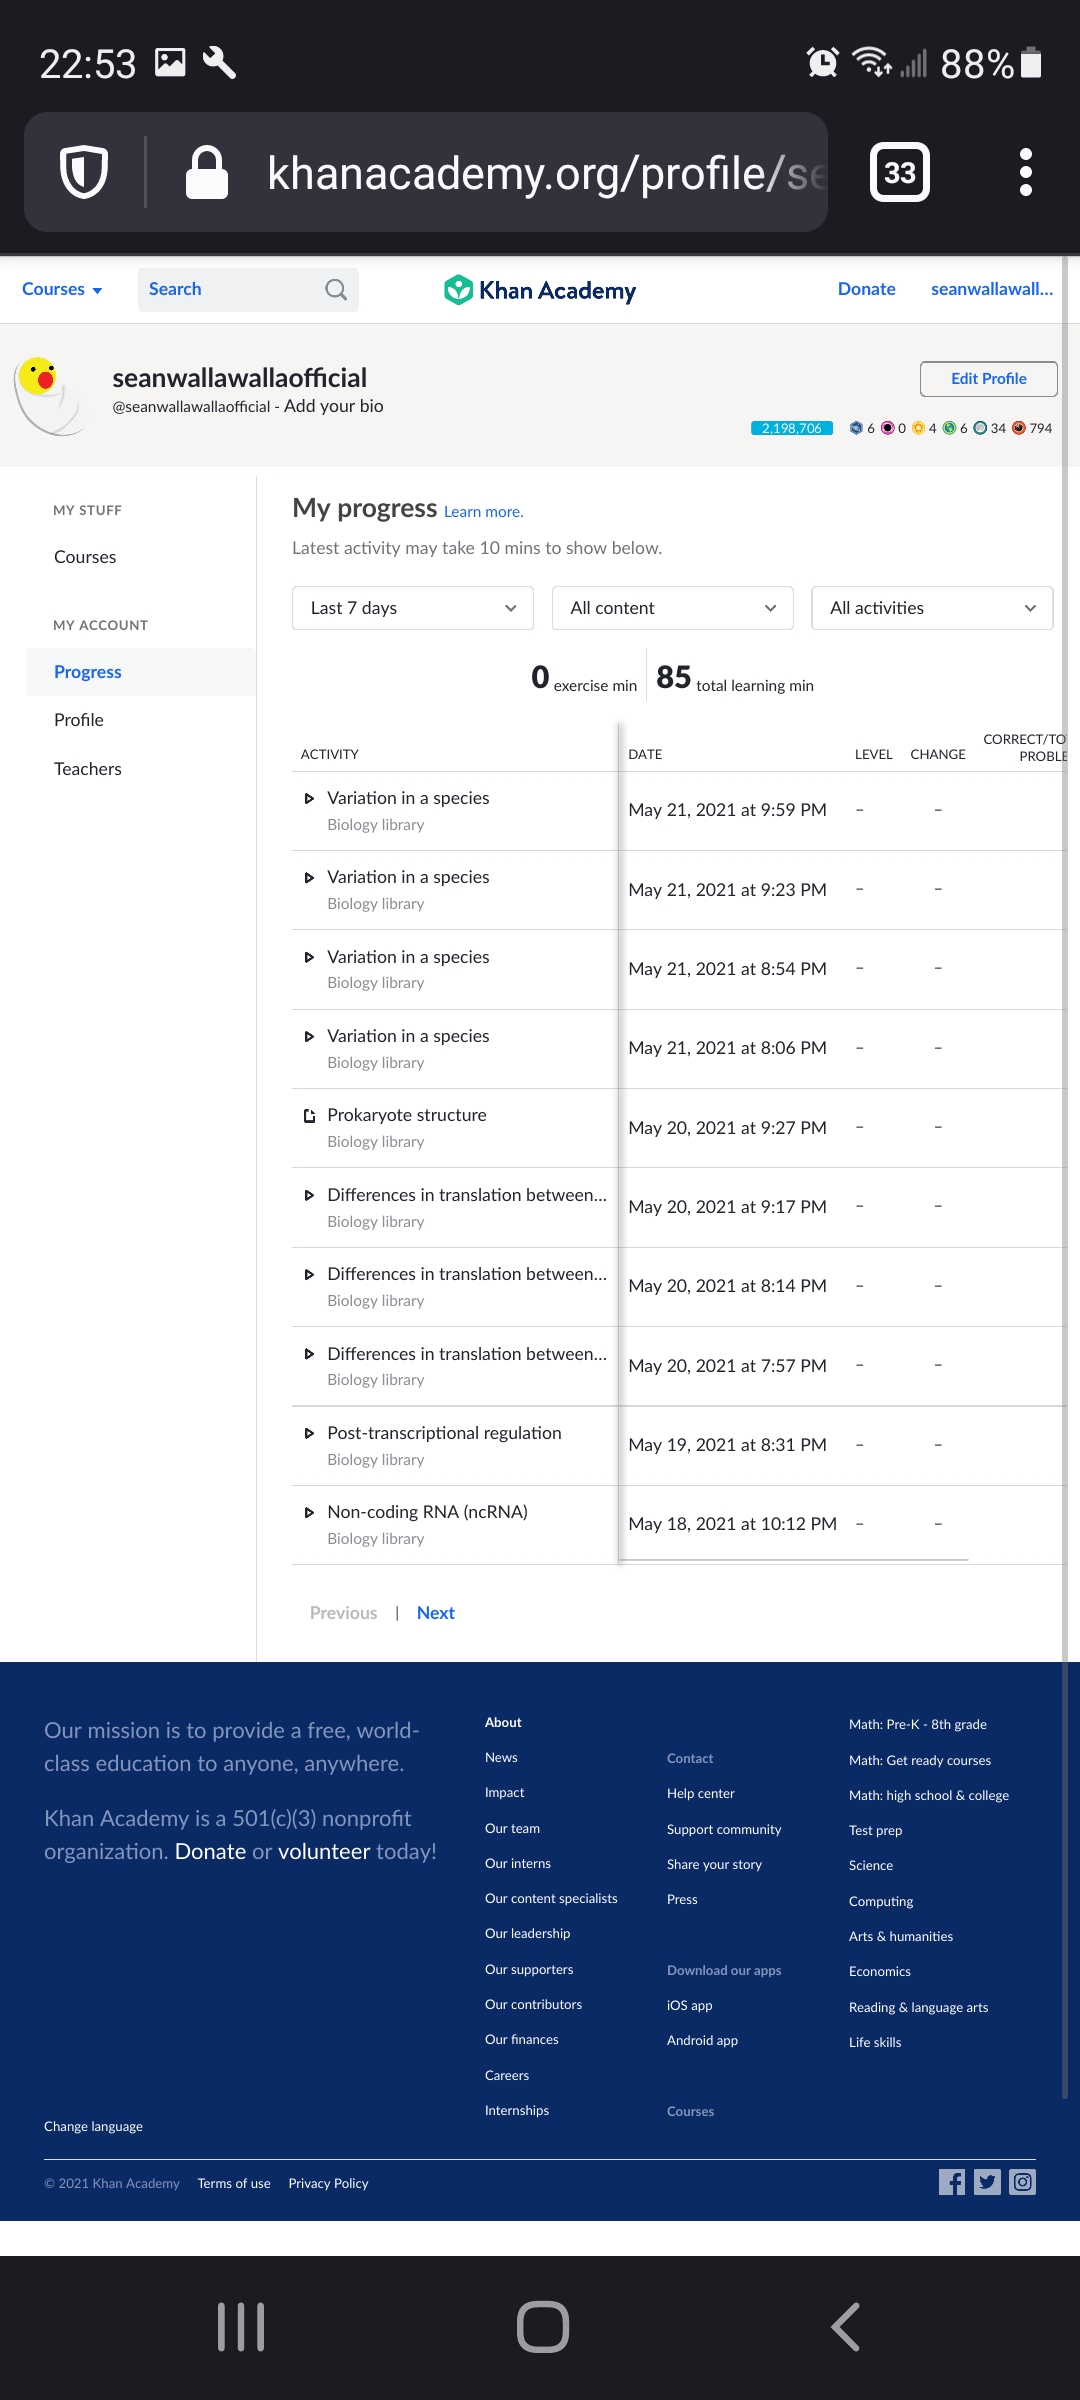 22:53
88%
khanacademy.org/profile/se
33
Courses
Search
Khan Academy
Donate
seanwallawall...
seanwallawallaofficial
@seanwallawallaofficial - Add your bio
Edit Profile
2,198,706
6 0 4 6 34 794
MY STUFF
Courses
MY ACCOUNT
Progress
Profile
Teachers
My progress Learn more.
Latest activity may take 10 mins to show below.
Last 7 days
All content
All activities
0 exercise min
85 total learning min
ACTIVITY DATE LEVEL CHANGE CORRECT/TO
PROBLE
Variation in a species
Biology library
May 21, 2021 at 9:59 PM – –
Variation in a species
Biology library
May 21, 2021 at 9:23 PM – –
Variation in a species
Biology library
May 21, 2021 at 8:54 PM – –
Variation in a species
Biology library
May 21, 2021 at 8:06 PM – –
Prokaryote structure
Biology library
May 20, 2021 at 9:27 PM – –
Differences in translation between...
Biology library
May 20, 2021 at 9:17 PM – –
Differences in translation between...
Biology library
May 20, 2021 at 8:14 PM – –
Differences in translation between...
Biology library
May 20, 2021 at 7:57 PM – –
Post-transcriptional regulation
Biology library
May 19, 2021 at 8:31 PM – –
Non-coding RNA (ncRNA)
Biology library
May 18, 2021 at 10:12 PM – –
Previous | Next
Our mission is to provide a free, world-
class education to anyone, anywhere.
Khan Academy is a 501(c)(3) nonprofit
organization. Donate or volunteer today!
About
News
Impact
Our team
Our interns
Our content specialists
Our leadership
Our supporters
Our contributors
Our finances
Careers
Internships
Contact
Help center
Support community
Share your story
Press
Download our apps
iOS app
Android app
Courses
Math: Pre-K - 8th grade
Math: Get ready courses
Math: high school & college
Test prep
Science
Computing
Arts & humanities
Economics
Reading & language arts
Life skills
Change language
© 2021 Khan Academy Terms of use Privacy Policy